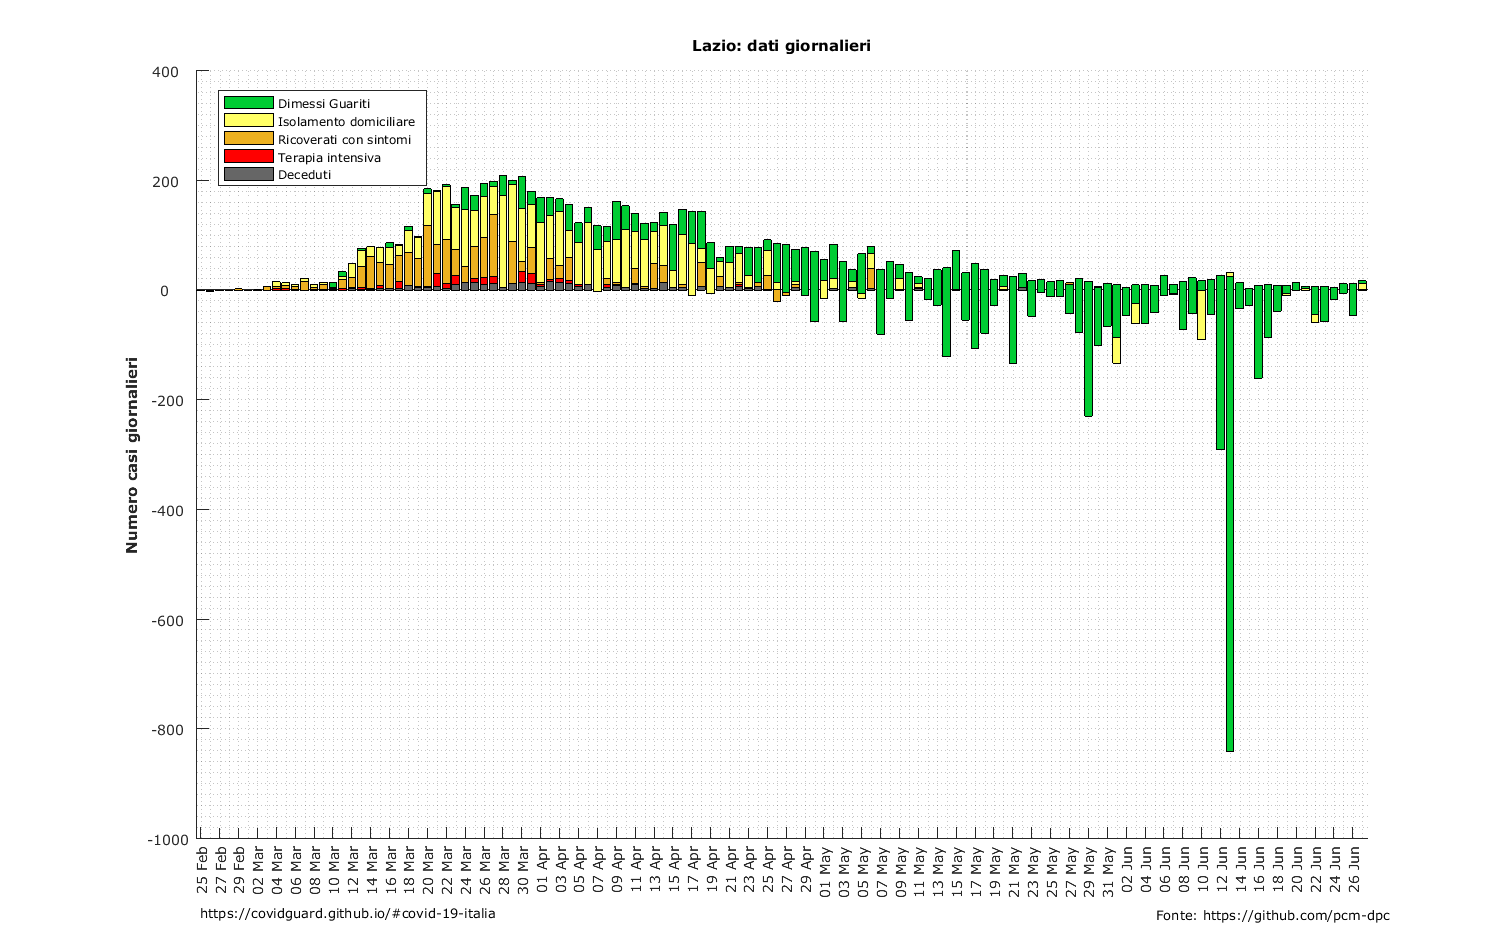 Lazio: dati giornalieri
Dimessi Guariti
Isolamento domiciliare
Ricoverati con sintomi
Terapia intensiva
Deceduti
Numero casi giornalieri
400
200
0
-200
-400
-600
-800
-1000
25 Feb
27 Feb
29 Feb
02 Mar
04 Mar
06 Mar
08 Mar
10 Mar
12 Mar
14 Mar
16 Mar
18 Mar
20 Mar
22 Mar
24 Mar
26 Mar
28 Mar
30 Mar
01 Apr
03 Apr
05 Apr
07 Apr
09 Apr
11 Apr
13 Apr
15 Apr
17 Apr
19 Apr
21 Apr
23 Apr
25 Apr
27 Apr
29 Apr
01 May
03 May
05 May
07 May
09 May
11 May
13 May
15 May
17 May
19 May
21 May
23 May
25 May
27 May
29 May
31 May
02 Jun
04 Jun
06 Jun
08 Jun
10 Jun
12 Jun
14 Jun
16 Jun
18 Jun
20 Jun
22 Jun
24 Jun
26 Jun
https://covidguard.github.io/#covid-19-italia
Fonte: https://github.com/pcm-dpc